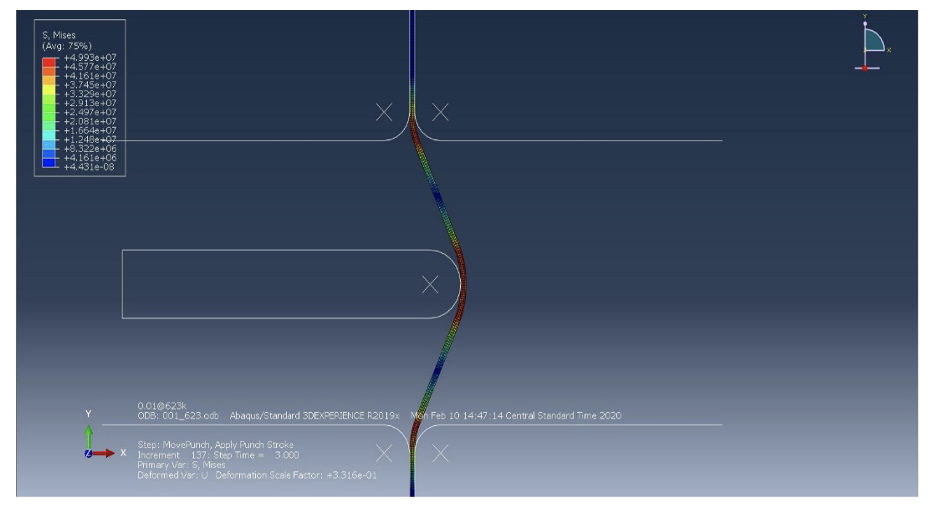 S, Mises
(Avg: 75%)
+4.993e+07
+4.577e+07
+4.161e+07
+3.745e+07
+3.329e+07
+2.913e+07
+2.497e+07
+2.081e+07
+1.664e+07
+1.248e+07
+8.322e+06
+4.161e+06
+4.431e-08
Y
X
0.01@623k
ODB: 001_623.odb Abaqus/Standard 3DEXPERIENCE R2019x Mon Feb 10 14:47:14 Central Standard Time 2020
Y
X
Z
Step: MovePunch, Apply Punch Stroke
Increment 137: Step Time = 3.000
Primary Var: S, Mises
Deformed Var: U Deformation Scale Factor: +3.316e-01